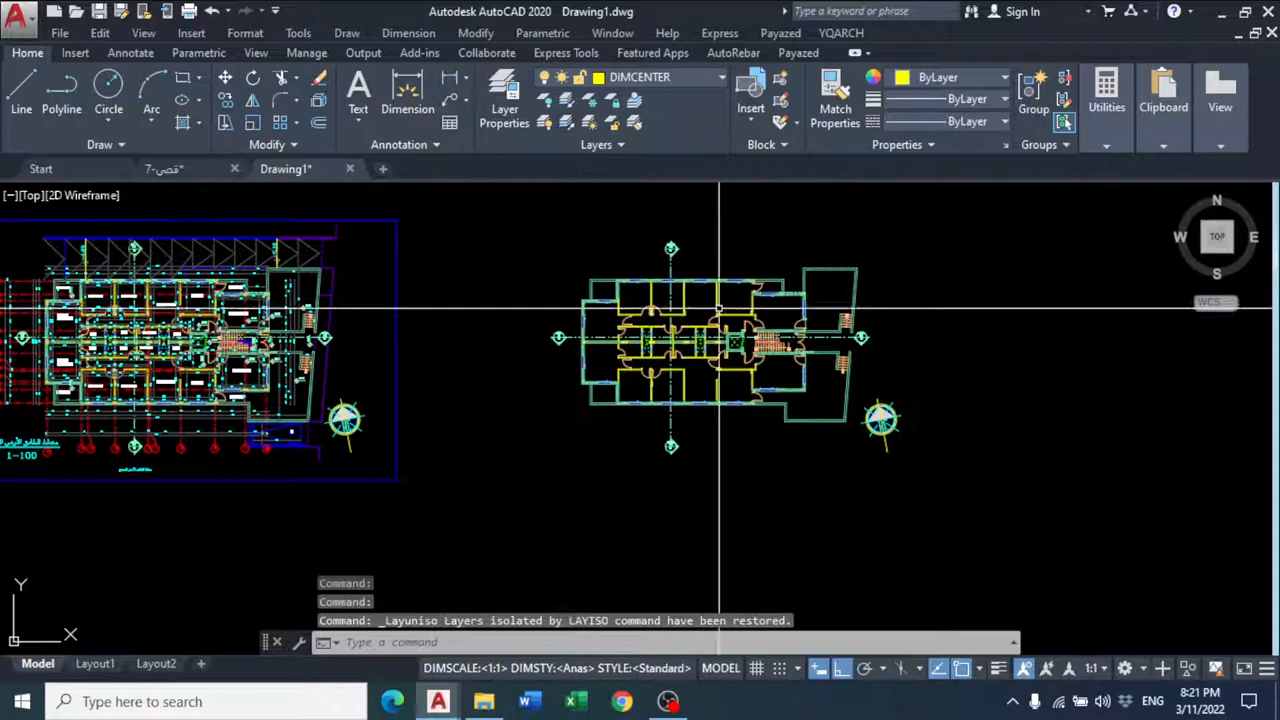 Autodesk AutoCAD 2020 Drawing1.dwg
Type a keyword or phrase
Sign In
File Edit View Insert Format Tools Draw Dimension Modify Parametric Window Help Express Payazed YQARCH
Home Insert Annotate Parametric View Manage Output Add-ins Collaborate Express Tools Featured Apps AutoRebar Payazed
DIMCENTER
ByLayer
ByLayer
ByLayer
Line Polyline Circle Arc
Text Dimension
Layer Properties
Insert
Match Properties
Group
Utilities
Clipboard
View
Draw Modify Annotation Layers Block Properties Groups
Start
قصي-7*
Drawing1*
[−][Top][2D Wireframe]
N
W TOP E
S
WCS
1-100
Y
X
Command:
Command:
Command: _Layuniso Layers isolated by LAYISO command have been restored.
Type a command
Model Layout1 Layout2
DIMSCALE:<1:1> DIMSTY:<Anas> STYLE:<Standard>
MODEL
1:1
Type here to search
ENG
8:21 PM
3/11/2022